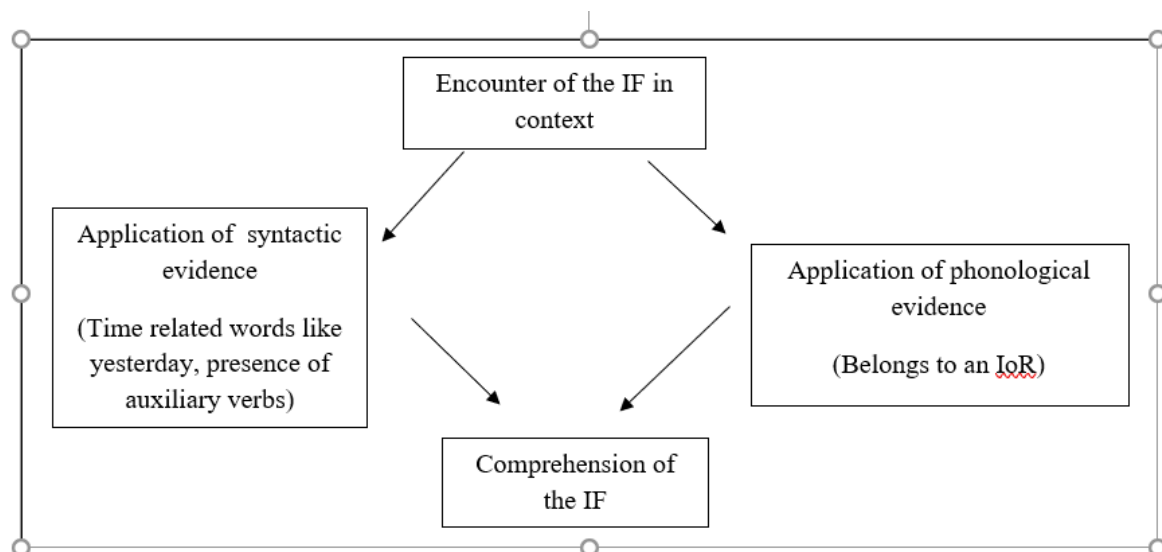 Encounter of the IF in
context
Application of  syntactic
evidence
(Time related words like
yesterday, presence of
auxiliary verbs)
Application of phonological
evidence
(Belongs to an IoR)
Comprehension of
the IF